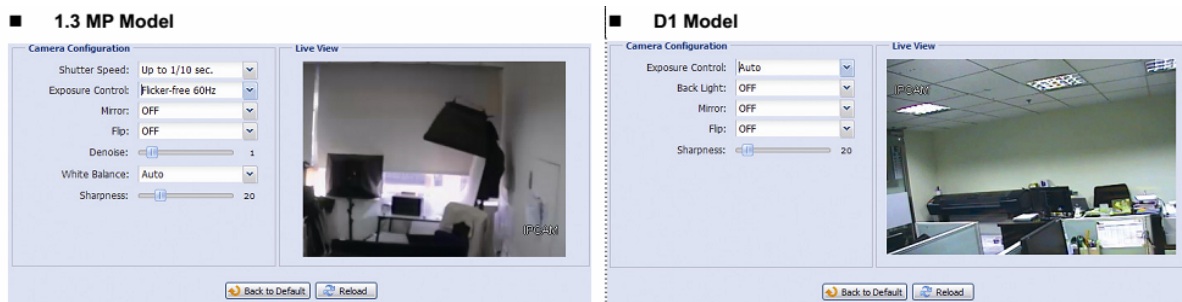 ■ 1.3 MP Model
Camera Configuration
Shutter Speed: Up to 1/10 sec.
Exposure Control: Flicker-free 60Hz
Mirror: OFF
Flip: OFF
Denoise: 1
White Balance: Auto
Sharpness: 20
Live View
IPCAM
Back to Default Reload
■ D1 Model
Camera Configuration
Exposure Control: Auto
Back Light: OFF
Mirror: OFF
Flip: OFF
Sharpness: 20
Live View
IPCAM
Back to Default Reload